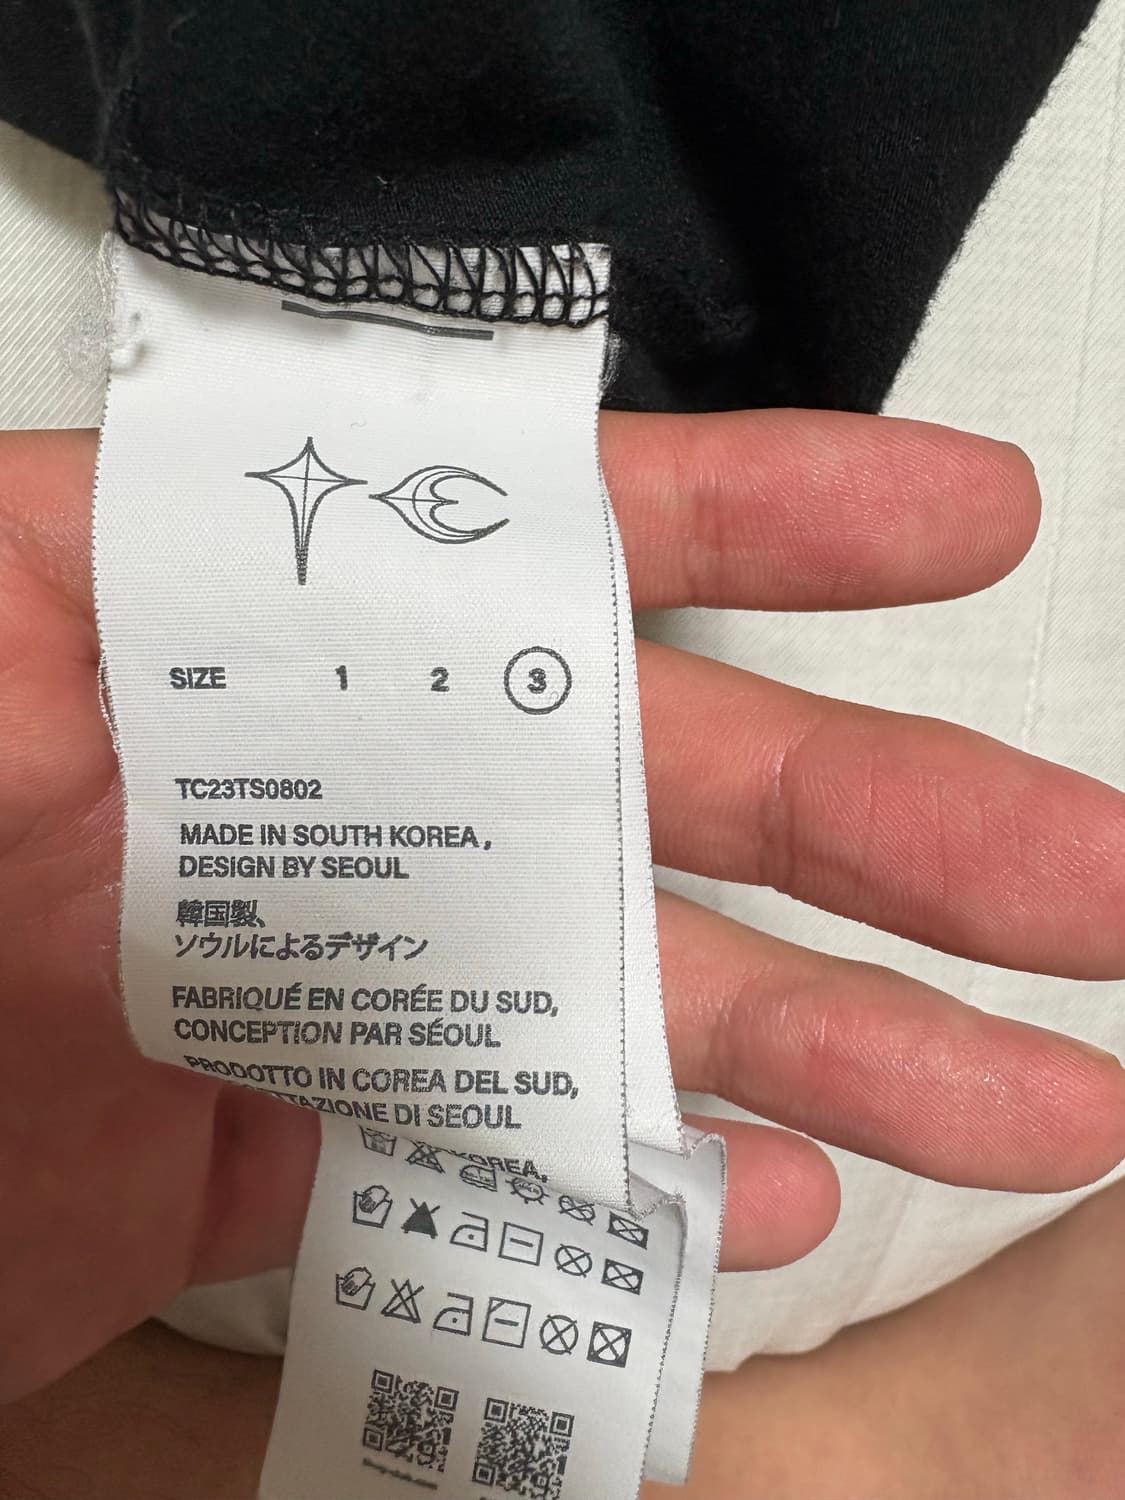 SIZE 1 2 3
TC23TS0802
MADE IN SOUTH KOREA,
DESIGN BY SEOUL
韓国製、
ソウルによるデザイン
FABRIQUÉ EN CORÉE DU SUD,
CONCEPTION PAR SÉOUL
PRODOTTO IN COREA DEL SUD,
DI SEOUL
KOREA,